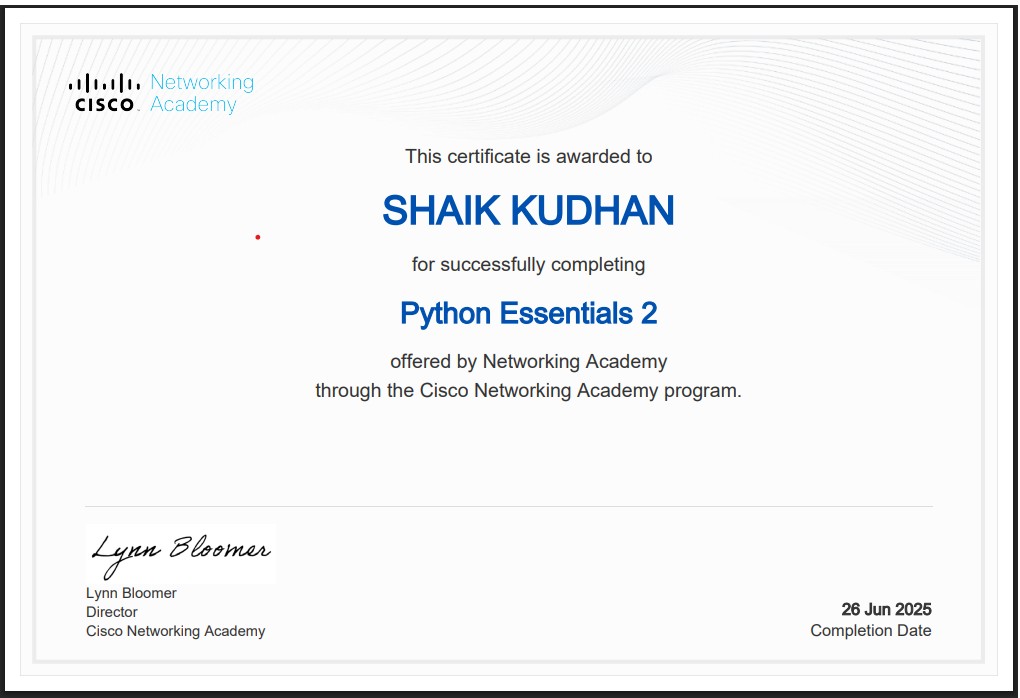 Networking
CISCO Academy
This certificate is awarded to
SHAIK KUDHAN
for successfully completing
Python Essentials 2
offered by Networking Academy
through the Cisco Networking Academy program.
Lynn Bloomer
Lynn Bloomer
Director
Cisco Networking Academy
26 Jun 2025
Completion Date